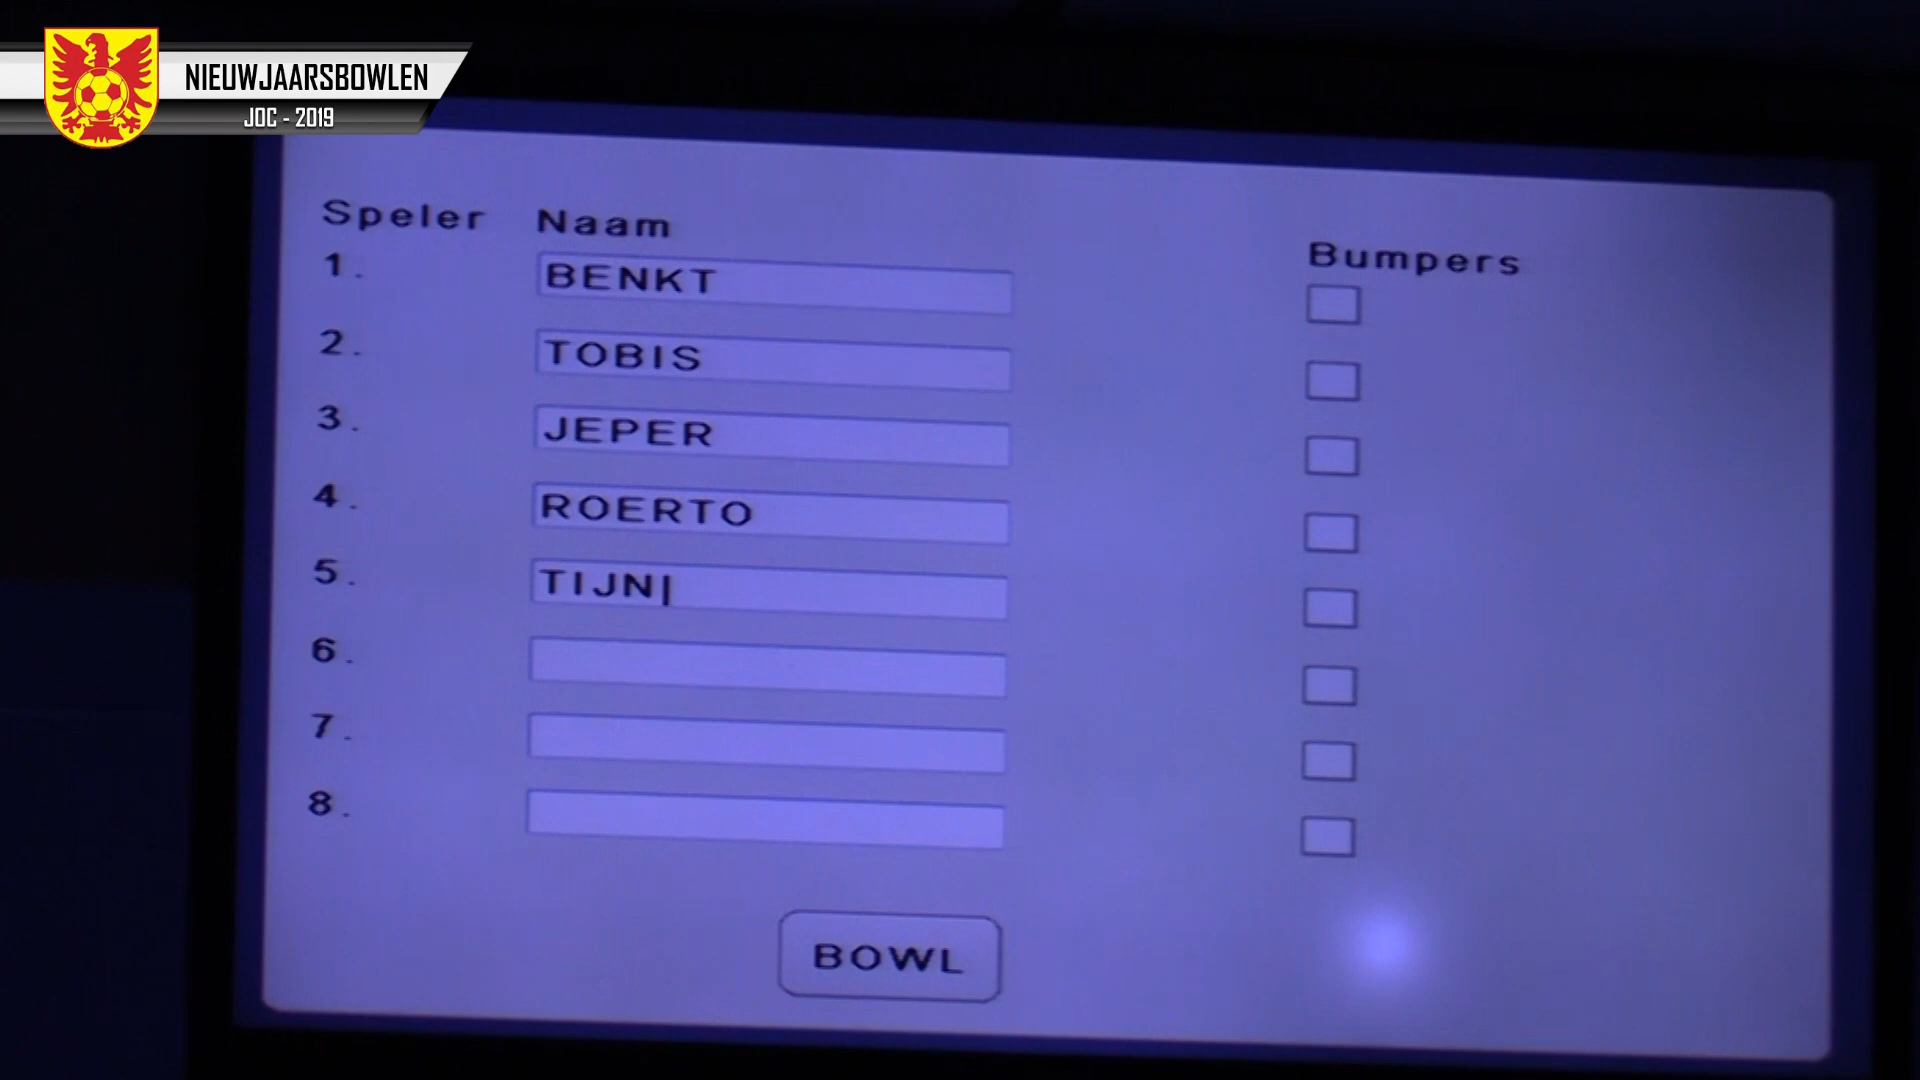 NIEUWJAARSBOWLEN
JOC - 2019
Speler Naam Bumpers
1. BENKT
2. TOBIS
3. JEPER
4. ROERTO
5. TIJN
6.
7.
8.
BOWL